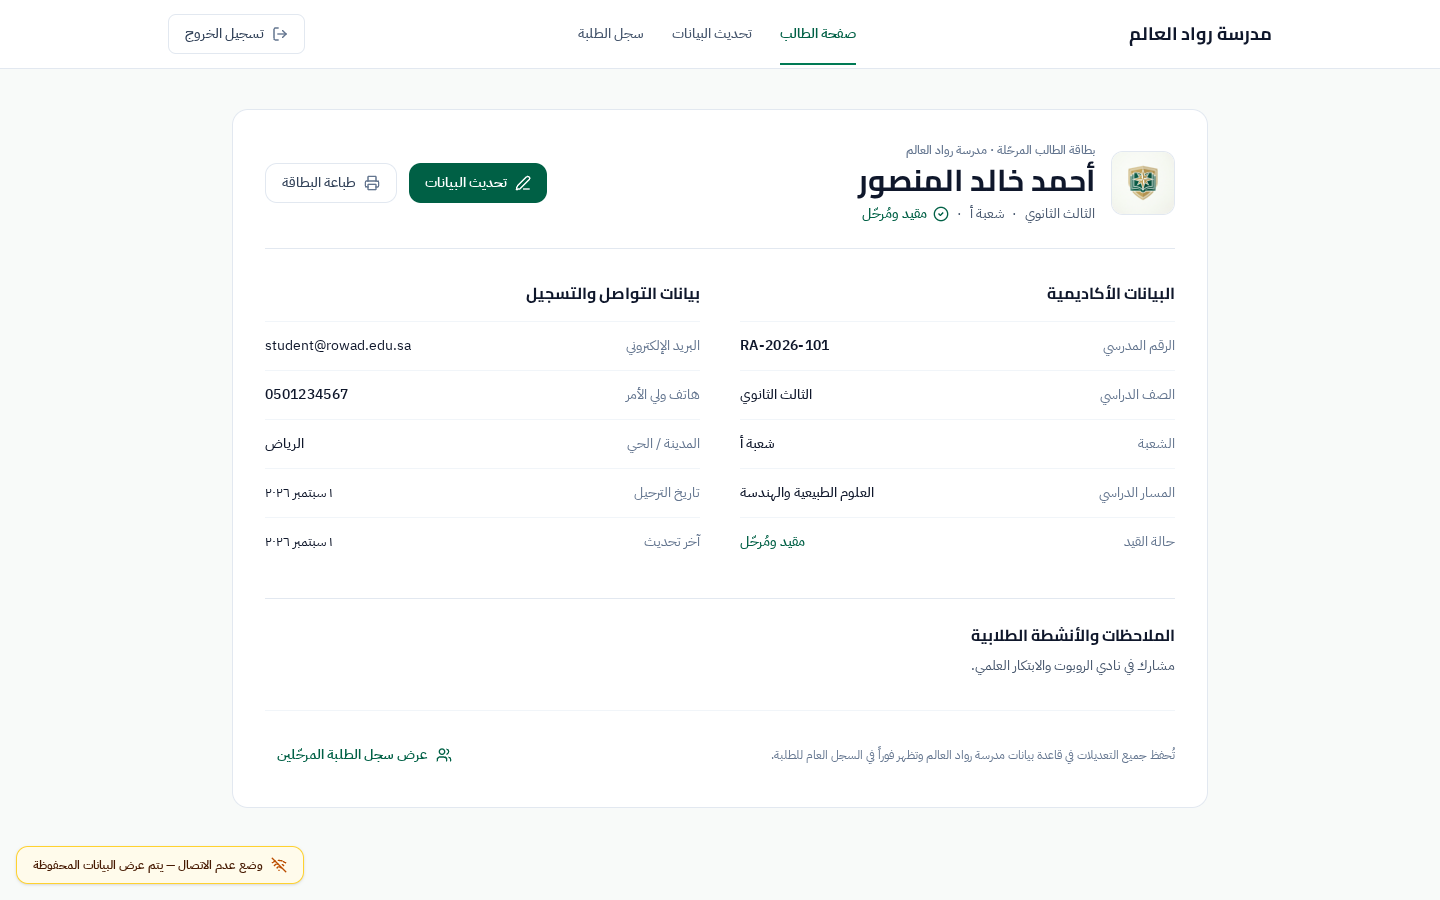 مدرسة رواد العالم
صفحة الطالب
تحديث البيانات
سجل الطلبة
تسجيل الخروج
بطاقة الطالب المرحّلة · مدرسة رواد العالم
أحمد خالد المنصور
الثالث الثانوي · شعبة أ · مقيد ومُرحّل
تحديث البيانات
طباعة البطاقة
البيانات الأكاديمية
الرقم المدرسي RA-2026-101
الصف الدراسي الثالث الثانوي
الشعبة شعبة أ
المسار الدراسي العلوم الطبيعية والهندسة
حالة القيد مقيد ومُرحّل
بيانات التواصل والتسجيل
البريد الإلكتروني student@rowad.edu.sa
هاتف ولي الأمر 0501234567
المدينة / الحي الرياض
تاريخ الترحيل ١ سبتمبر ٢٠٢٦
آخر تحديث ١ سبتمبر ٢٠٢٦
الملاحظات والأنشطة الطلابية
مشارك في نادي الروبوت والابتكار العلمي.
تُحفظ جميع التعديلات في قاعدة بيانات مدرسة رواد العالم وتظهر فوراً في السجل العام للطلبة.
عرض سجل الطلبة المرحّلين
وضع عدم الاتصال — يتم عرض البيانات المحفوظة